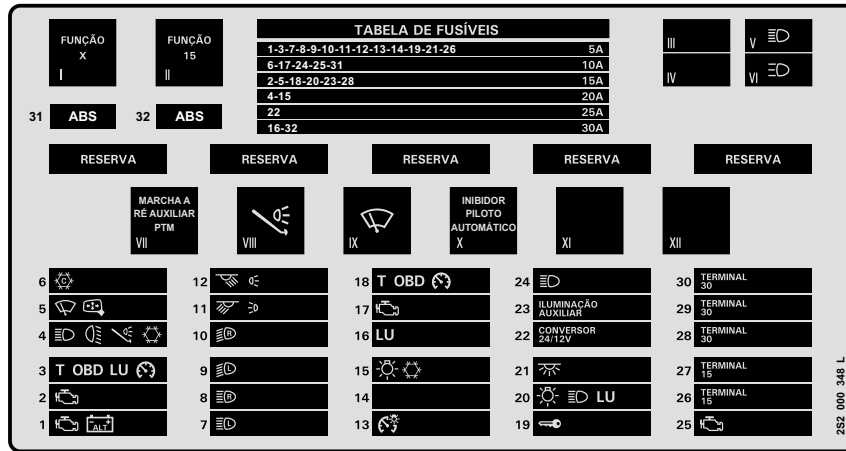 FUNÇÃO
X
I
FUNÇÃO
15
II
TABELA DE FUSÍVEIS
1-3-7-8-9-10-11-12-13-14-19-21-26 5A
6-17-24-25-31 10A
2-5-18-20-23-28 15A
4-15 20A
22 25A
16-32 30A
III
V
IV
VI
31 ABS
32 ABS
RESERVA RESERVA RESERVA RESERVA RESERVA
MARCHA A
RÉ AUXILIAR
PTM
VII
VIII
IX
INIBIDOR
PILOTO
AUTOMÁTICO
X
XI
XII
6 C
5
4
3 T OBD LU
2
1 ALT
12
11
10 R
9 L
8 R
7 L
18 T OBD
17
16 LU
15
14
13
24
23 ILUMINAÇÃO
AUXILIAR
22 CONVERSOR
24/12V
21
20 LU
19
30 TERMINAL
30
29 TERMINAL
30
28 TERMINAL
30
27 TERMINAL
15
26 TERMINAL
15
25
2S2 000 348 L